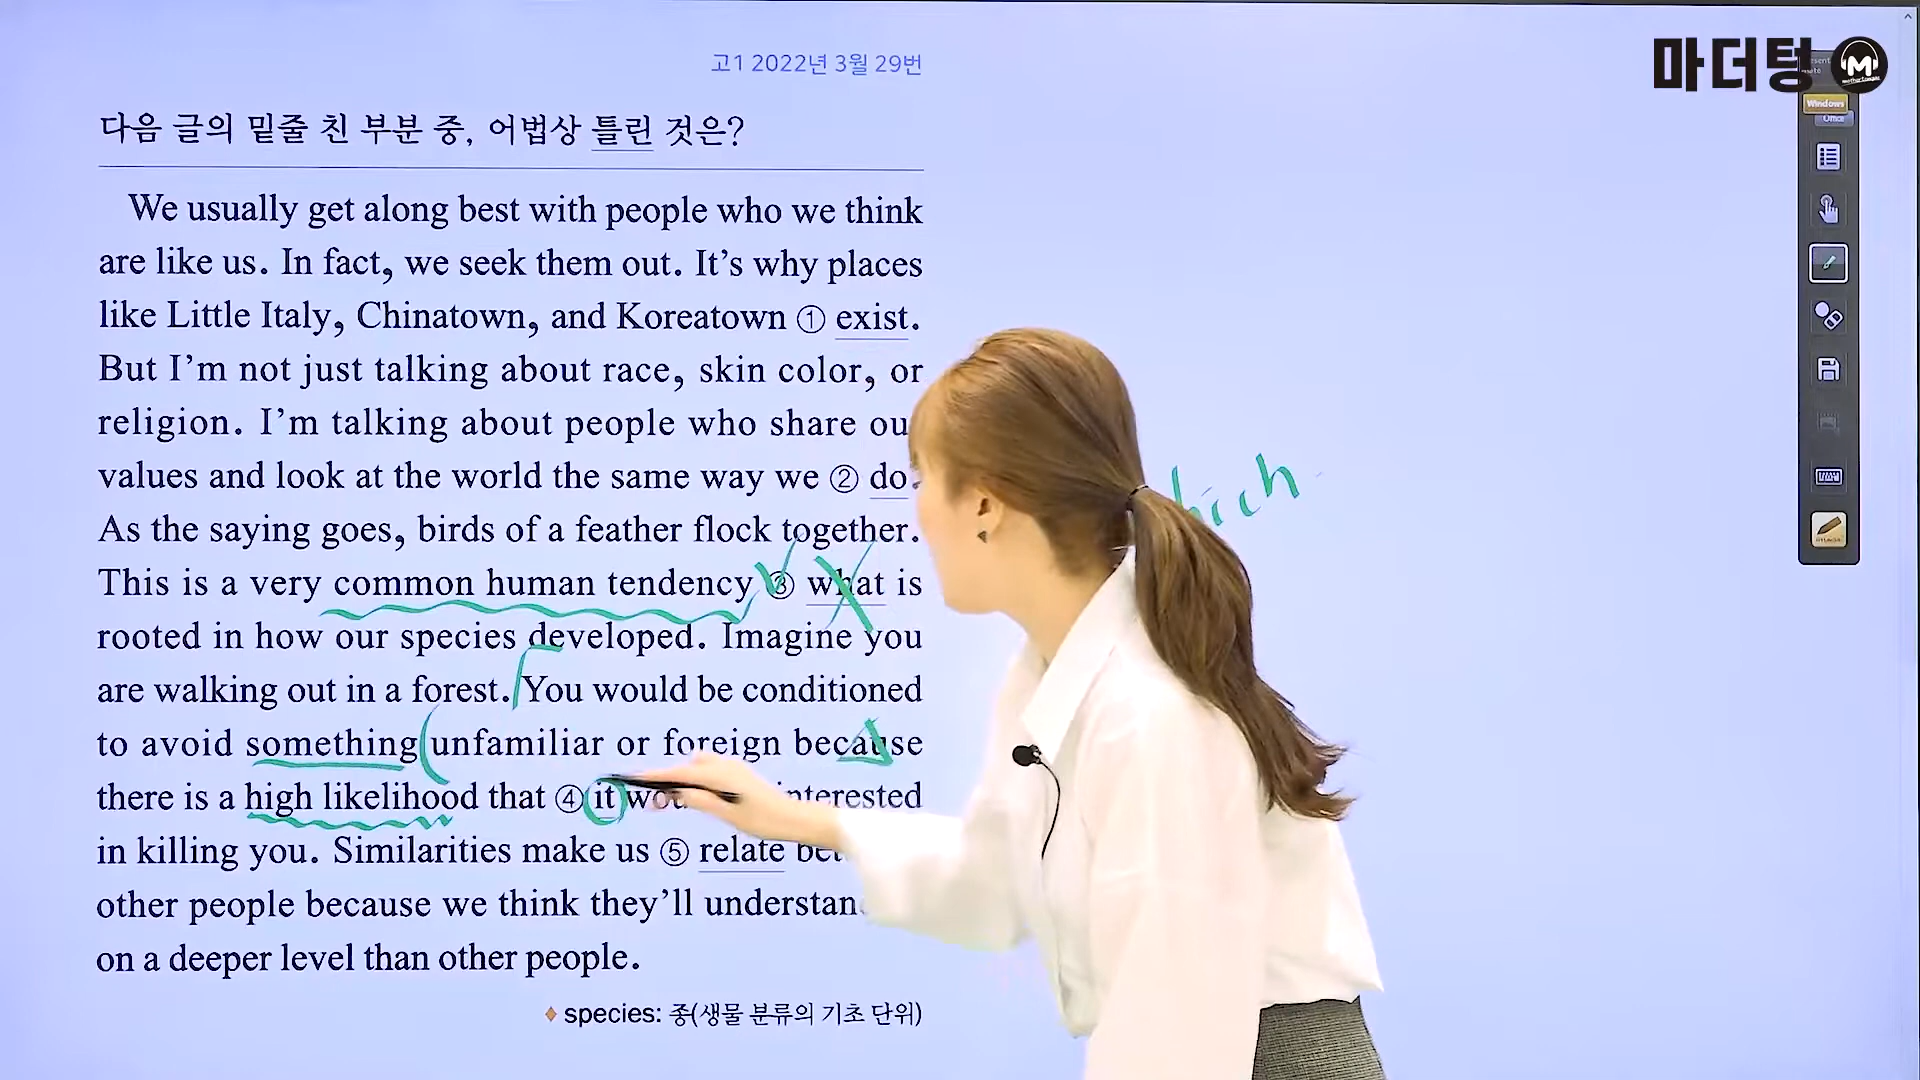 마더텅
고1 2022년 3월 29번
다음 글의 밑줄 친 부분 중, 어법상 틀린 것은?
We usually get along best with people who we think
are like us. In fact, we seek them out. It's why places
like Little Italy, Chinatown, and Koreatown ① exist.
But I'm not just talking about race, skin color, or
religion. I'm talking about people who share
values and look at the world the same way we ② do
As the saying goes, birds of a feather flock together.
This is a very common human tendency ③ what is
rooted in how our species developed. Imagine you
are walking out in a forest. You would be conditioned
to avoid something unfamiliar or foreign because
there is a high likelihood that ④ it interested
in killing you. Similarities make us ⑤ relate
other people because we think they'll understand
on a deeper level than other people.
♦ species: 종(생물 분류의 기초 단위)
Windows
Office